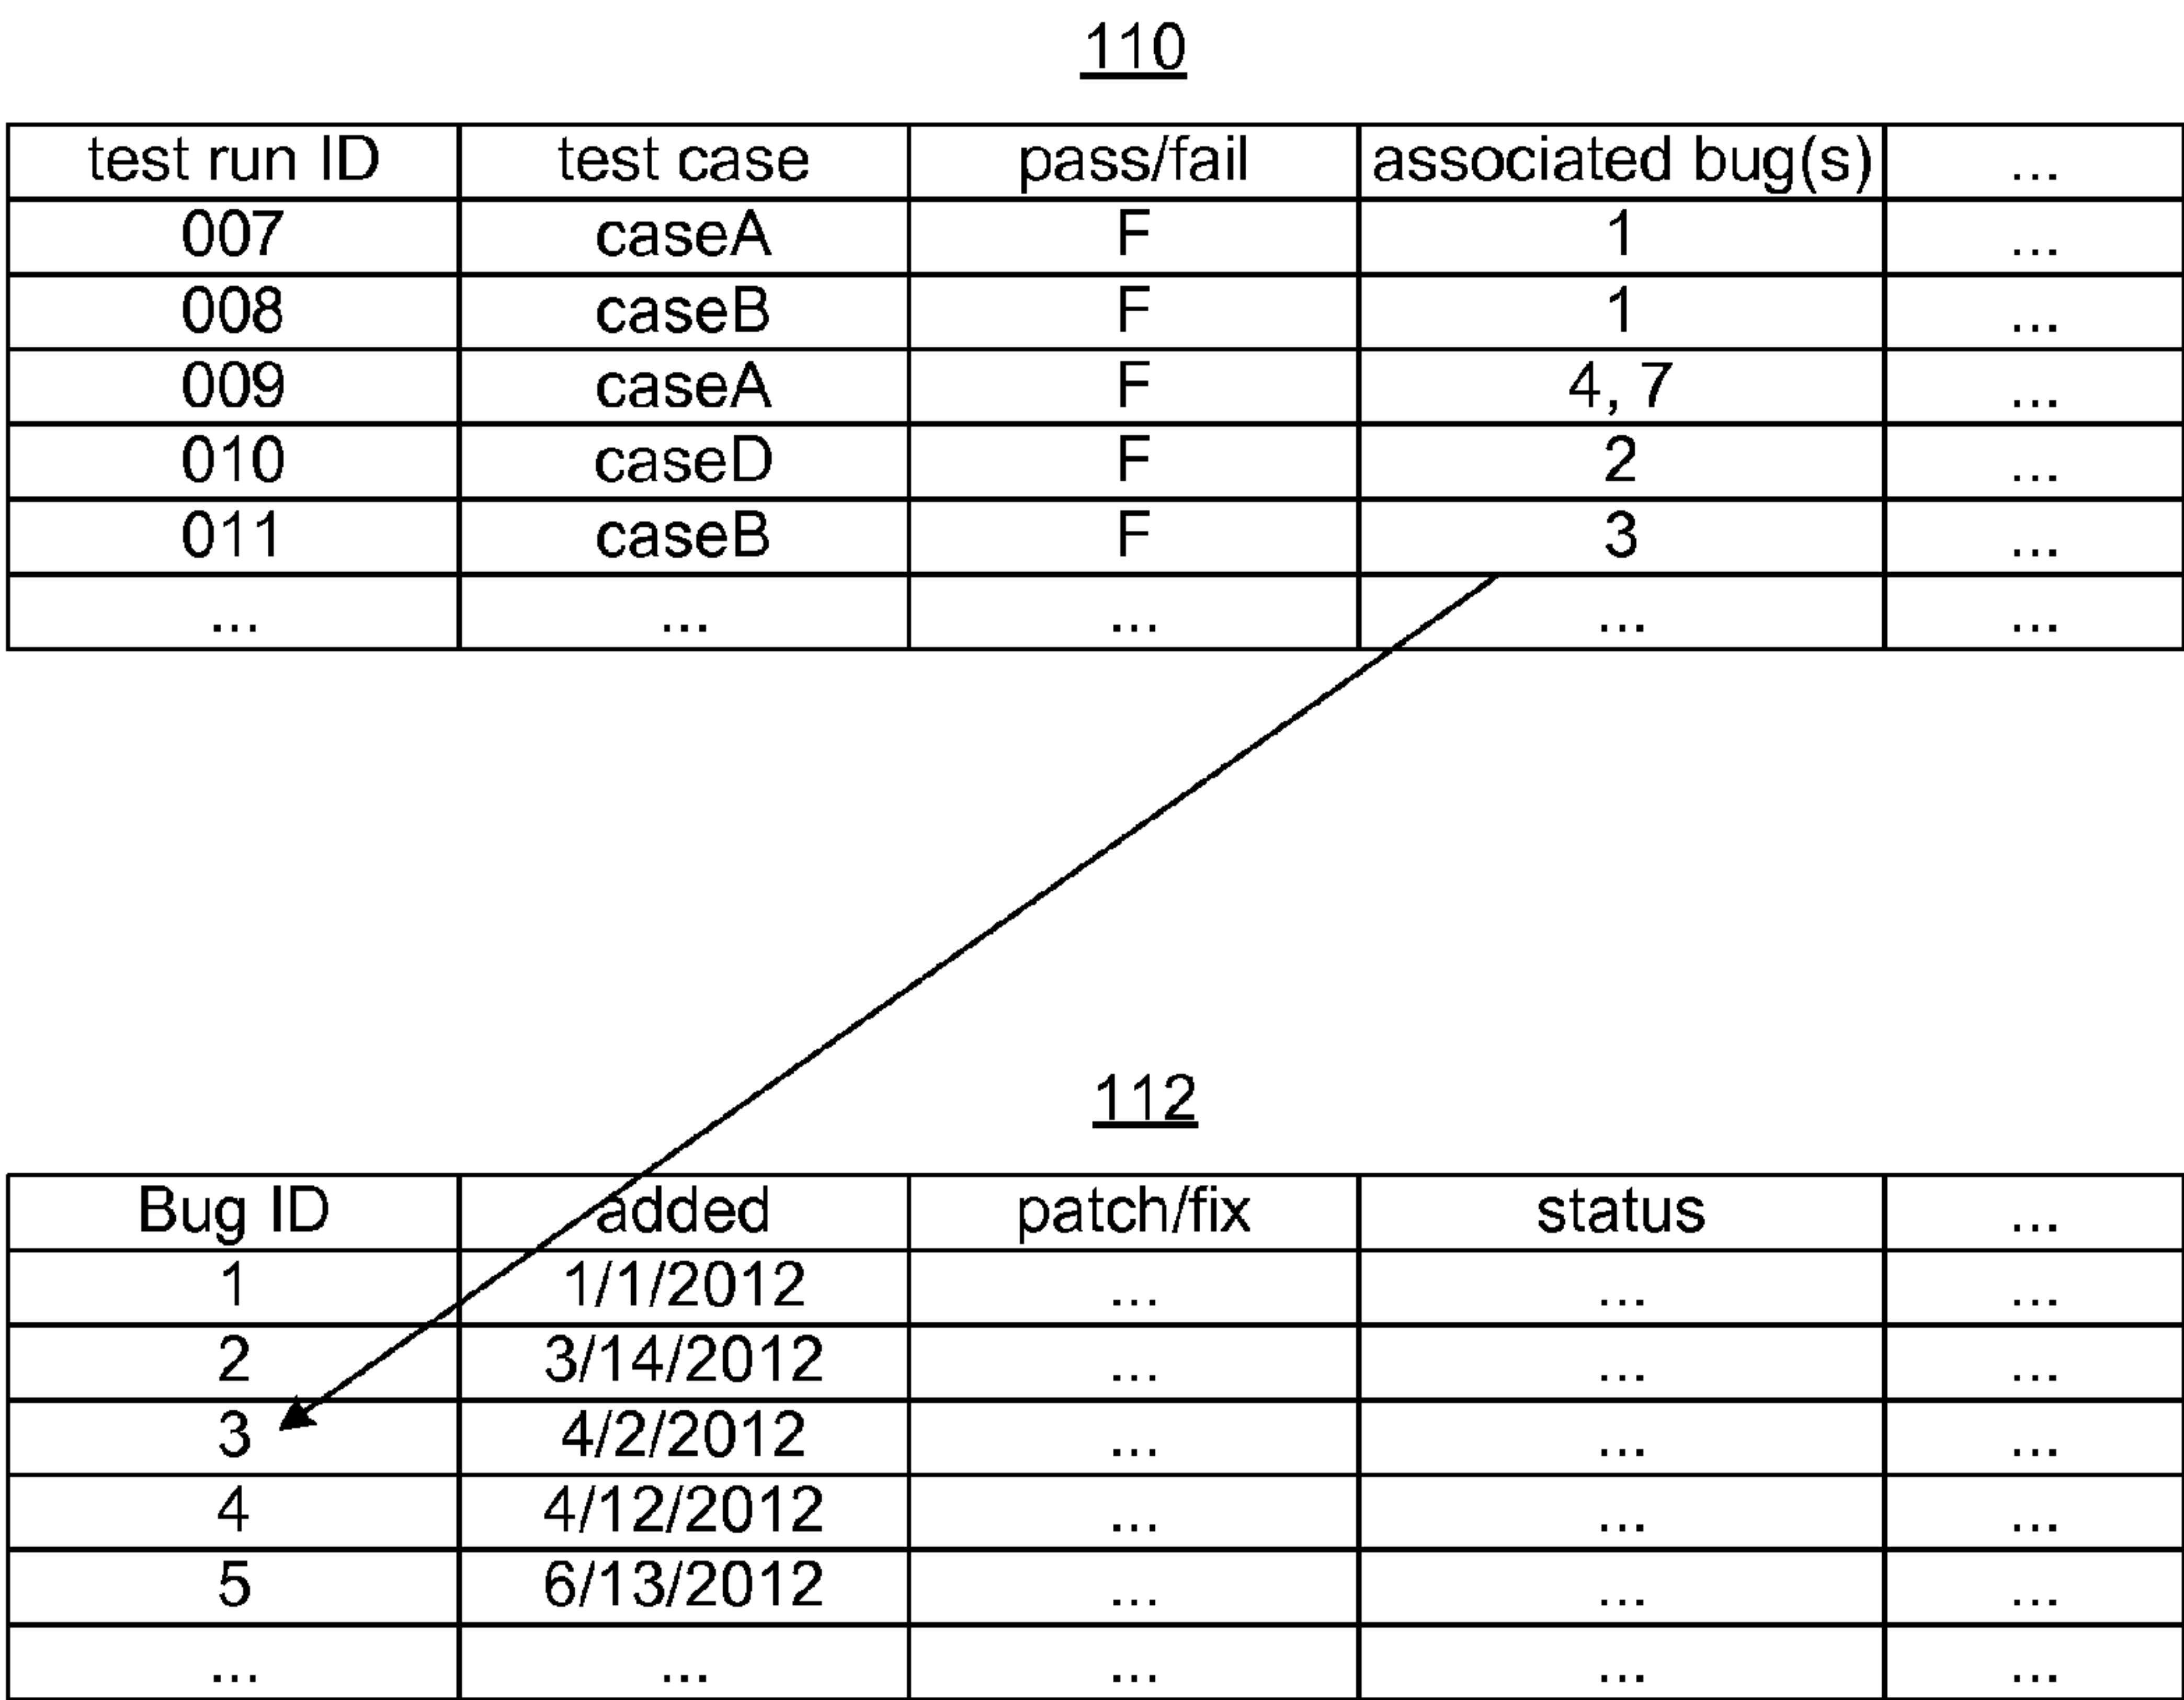 110
test run ID test case pass/fail associated bug(s) ...
007 caseA F 1 ...
008 caseB F 1 ...
009 caseA F 4, 7 ...
010 caseD F 2 ...
011 caseB F 3 ...
... ... ... ... ...
112
Bug ID added patch/fix status ...
1 1/1/2012 ... ... ...
2 3/14/2012 ... ... ...
3 4/2/2012 ... ... ...
4 4/12/2012 ... ... ...
5 6/13/2012 ... ... ...
... ... ... ... ...